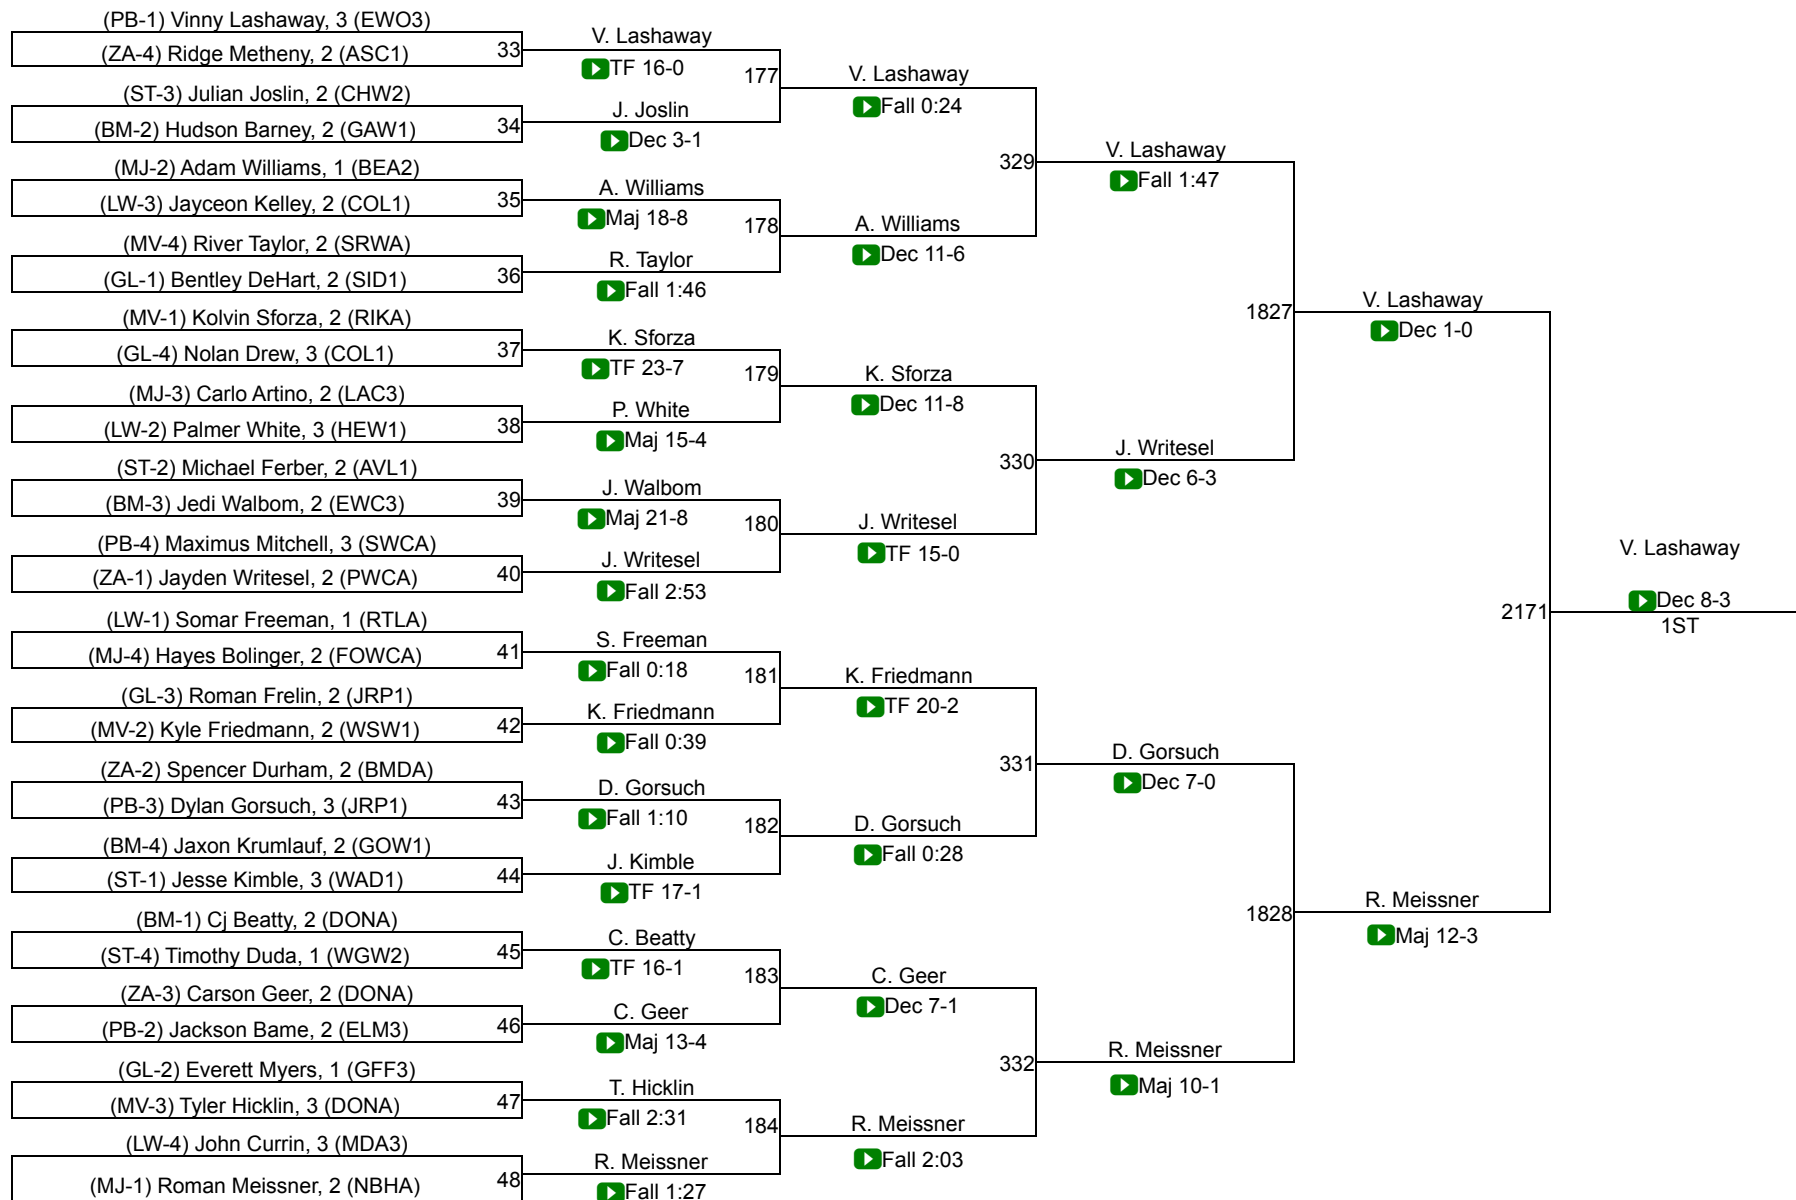 (PB-1) Vinny Lashaway, 3 (EWO3)
(ZA-4) Ridge Metheny, 2 (ASC1)
33
(ST-3) Julian Joslin, 2 (CHW2)
(BM-2) Hudson Barney, 2 (GAW1)
34
(MJ-2) Adam Williams, 1 (BEA2)
(LW-3) Jayceon Kelley, 2 (COL1)
35
(MV-4) River Taylor, 2 (SRWA)
(GL-1) Bentley DeHart, 2 (SID1)
36
(MV-1) Kolvin Sforza, 2 (RIKA)
(GL-4) Nolan Drew, 3 (COL1)
37
(MJ-3) Carlo Artino, 2 (LAC3)
(LW-2) Palmer White, 3 (HEW1)
38
(ST-2) Michael Ferber, 2 (AVL1)
(BM-3) Jedi Walbom, 2 (EWC3)
39
(PB-4) Maximus Mitchell, 3 (SWCA)
(ZA-1) Jayden Writesel, 2 (PWCA)
40
(LW-1) Somar Freeman, 1 (RTLA)
(MJ-4) Hayes Bolinger, 2 (FOWCA)
41
(GL-3) Roman Frelin, 2 (JRP1)
(MV-2) Kyle Friedmann, 2 (WSW1)
42
(ZA-2) Spencer Durham, 2 (BMDA)
(PB-3) Dylan Gorsuch, 3 (JRP1)
43
(BM-4) Jaxon Krumlauf, 2 (GOW1)
(ST-1) Jesse Kimble, 3 (WAD1)
44
(BM-1) Cj Beatty, 2 (DONA)
(ST-4) Timothy Duda, 1 (WGW2)
45
(ZA-3) Carson Geer, 2 (DONA)
(PB-2) Jackson Bame, 2 (ELM3)
46
(GL-2) Everett Myers, 1 (GFF3)
(MV-3) Tyler Hicklin, 3 (DONA)
47
(LW-4) John Currin, 3 (MDA3)
(MJ-1) Roman Meissner, 2 (NBHA)
48
V. Lashaway
TF 16-0
177
J. Joslin
Dec 3-1
A. Williams
Maj 18-8
178
R. Taylor
Fall 1:46
K. Sforza
TF 23-7
179
P. White
Maj 15-4
J. Walbom
Maj 21-8
180
J. Writesel
Fall 2:53
S. Freeman
Fall 0:18
181
K. Friedmann
Fall 0:39
D. Gorsuch
Fall 1:10
182
J. Kimble
TF 17-1
C. Beatty
TF 16-1
183
C. Geer
Maj 13-4
T. Hicklin
Fall 2:31
184
R. Meissner
Fall 1:27
V. Lashaway
Fall 0:24
329
A. Williams
Dec 11-6
K. Sforza
Dec 11-8
330
J. Writesel
TF 15-0
K. Friedmann
TF 20-2
331
D. Gorsuch
Fall 0:28
C. Geer
Dec 7-1
332
R. Meissner
Fall 2:03
V. Lashaway
Fall 1:47
1827
J. Writesel
Dec 6-3
D. Gorsuch
Dec 7-0
1828
R. Meissner
Maj 10-1
V. Lashaway
Dec 1-0
2171
R. Meissner
Maj 12-3
V. Lashaway
Dec 8-3
1ST